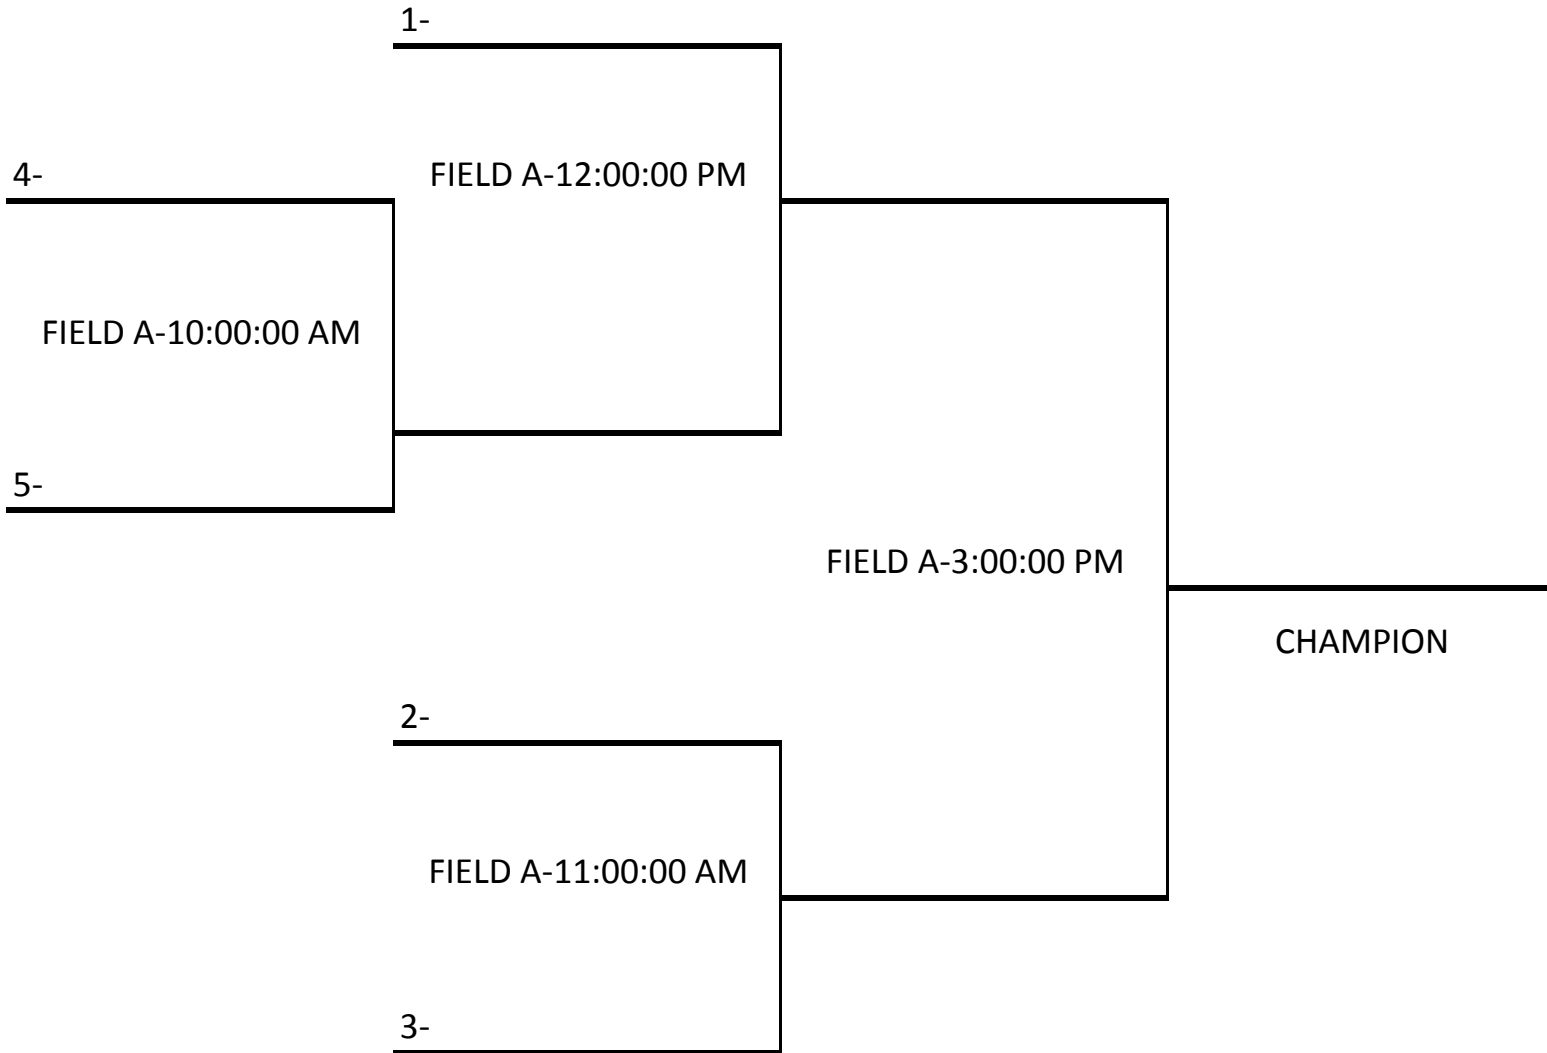 1-
4-
FIELD A-12:00:00 PM
FIELD A-10:00:00 AM
5-
FIELD A-3:00:00 PM
CHAMPION
2-
FIELD A-11:00:00 AM
3-